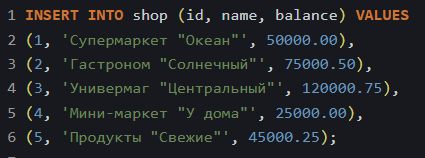 1 INSERT INTO shop (id, name, balance) VALUES
2 (1, 'Супермаркет "Океан"', 50000.00),
3 (2, 'Гастроном "Солнечный"', 75000.50),
4 (3, 'Универмаг "Центральный"', 120000.75),
5 (4, 'Мини-маркет "У дома"', 25000.00),
6 (5, 'Продукты "Свежие"', 45000.25);